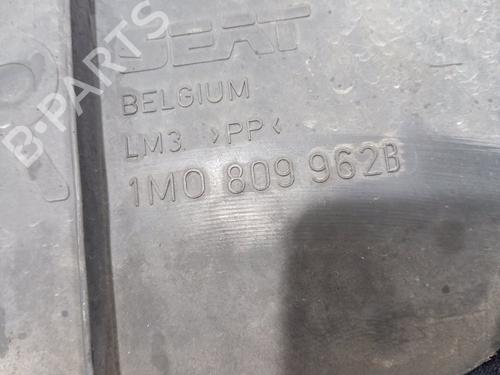 SEAT
BELGIUM
LM3 >PP<
1M0 809 962B
B-PARTS